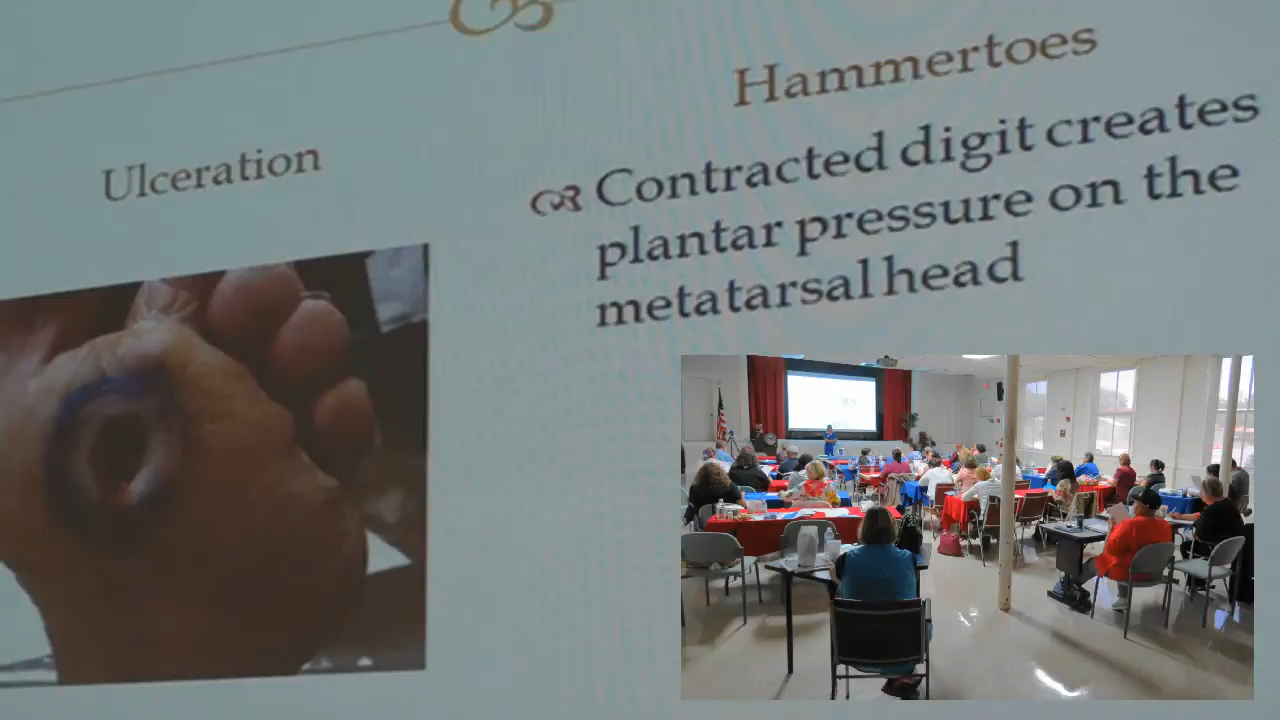 Ulceration
Hammertoes
Contracted digit creates
plantar pressure on the
metatarsal head